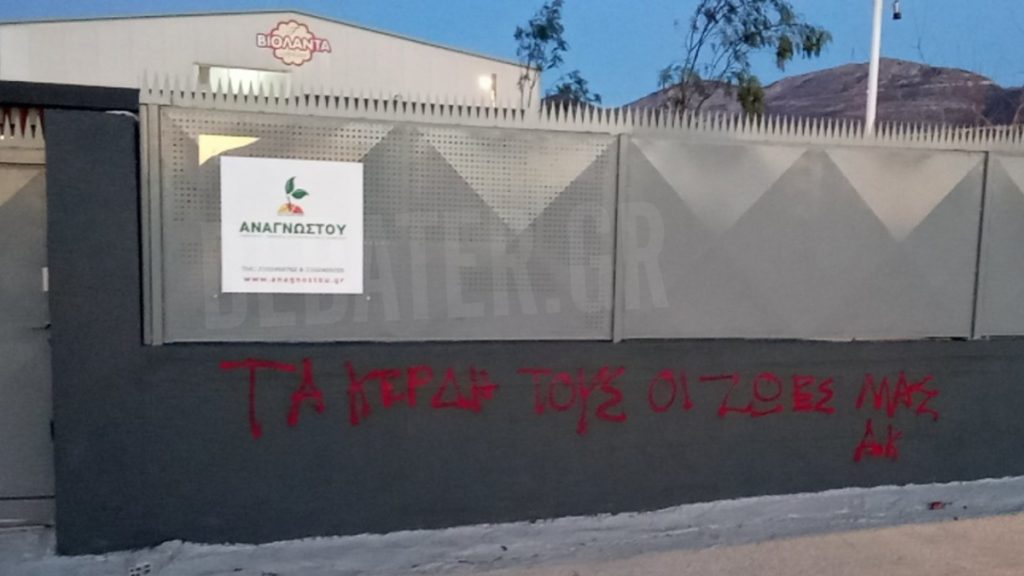 ΒΙΟΛΑΝΤΑ
ΑΝΑΓΝΩΣΤΟΥ
www.anagnostou.gr
DEBATER.GR
ΤΑ ΚΕΡΔΗ ΤΟΥΣ ΟΙ ΖΩΕΣ ΜΑΣ
ΑΚ